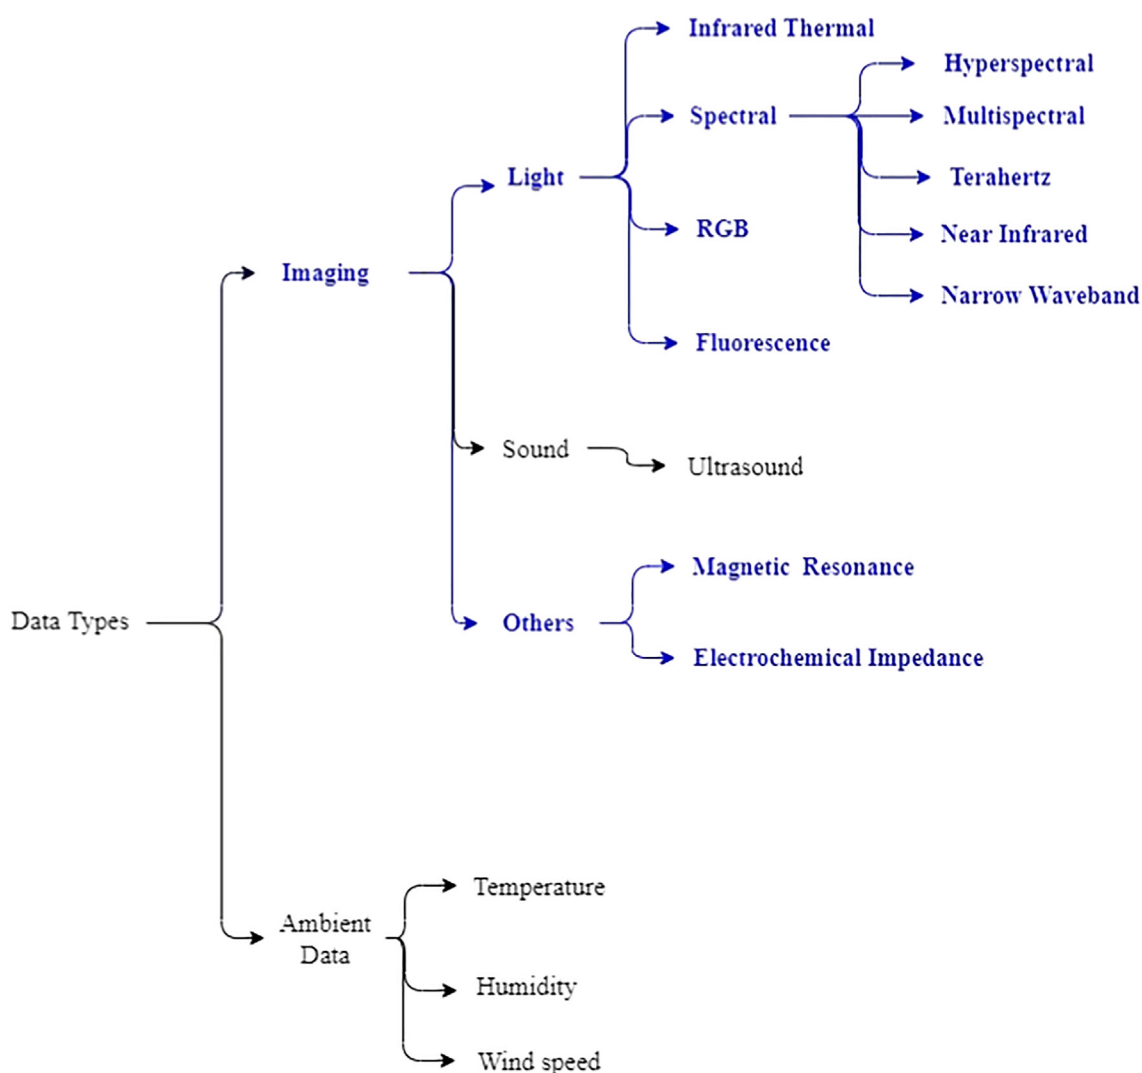 Infrared Thermal
Hyperspectral
Spectral
Multispectral
Light
Terahertz
RGB
Near Infrared
Imaging
Narrow Waveband
Fluorescence
Sound
Ultrasound
Magnetic Resonance
Data Types
Others
Electrochemical Impedance
Temperature
Ambient
Data
Humidity
Wind speed